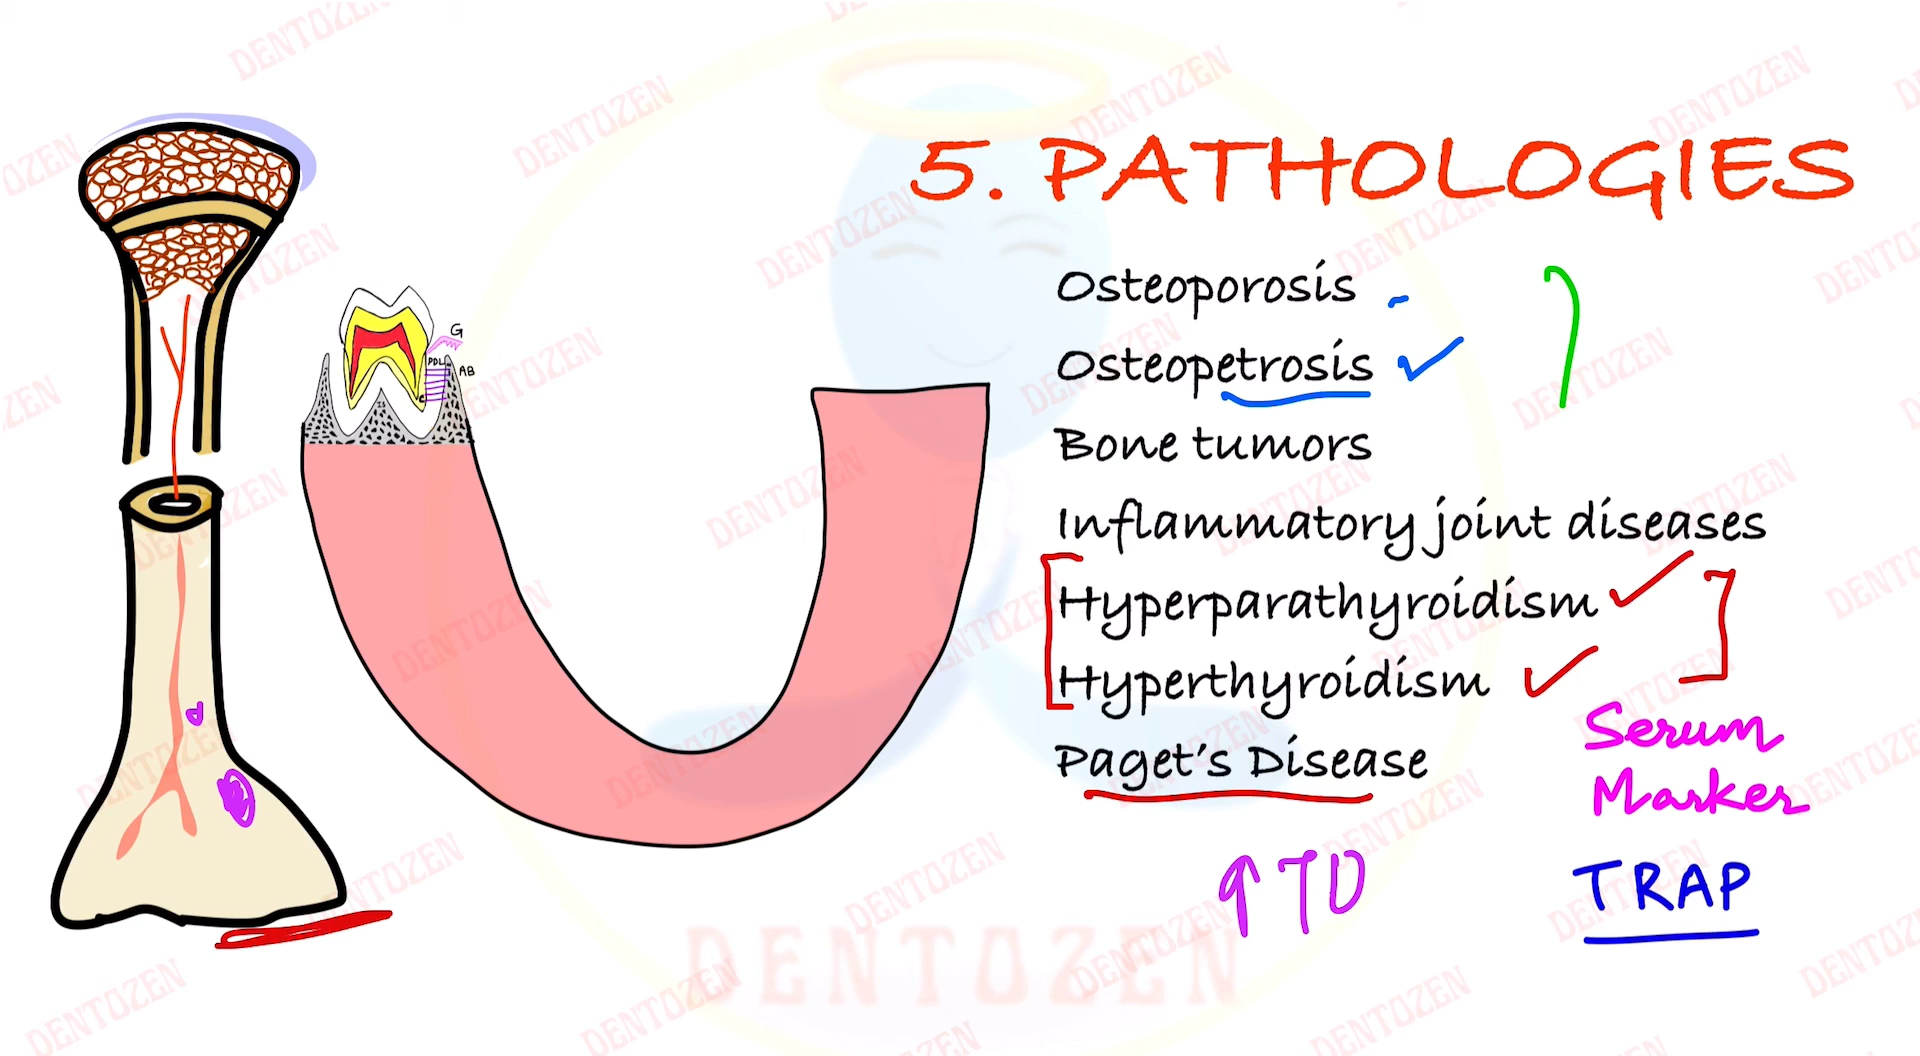 5. PATHOLOGIES
Osteoporosis
Osteopetrosis
Bone tumors
Inflammatory joint diseases
Hyperparathyroidism
Hyperthyroidism
Paget's Disease
Serum
Marker
TRAP
↑TO
G
PDL
AB
C
DENTOZEN